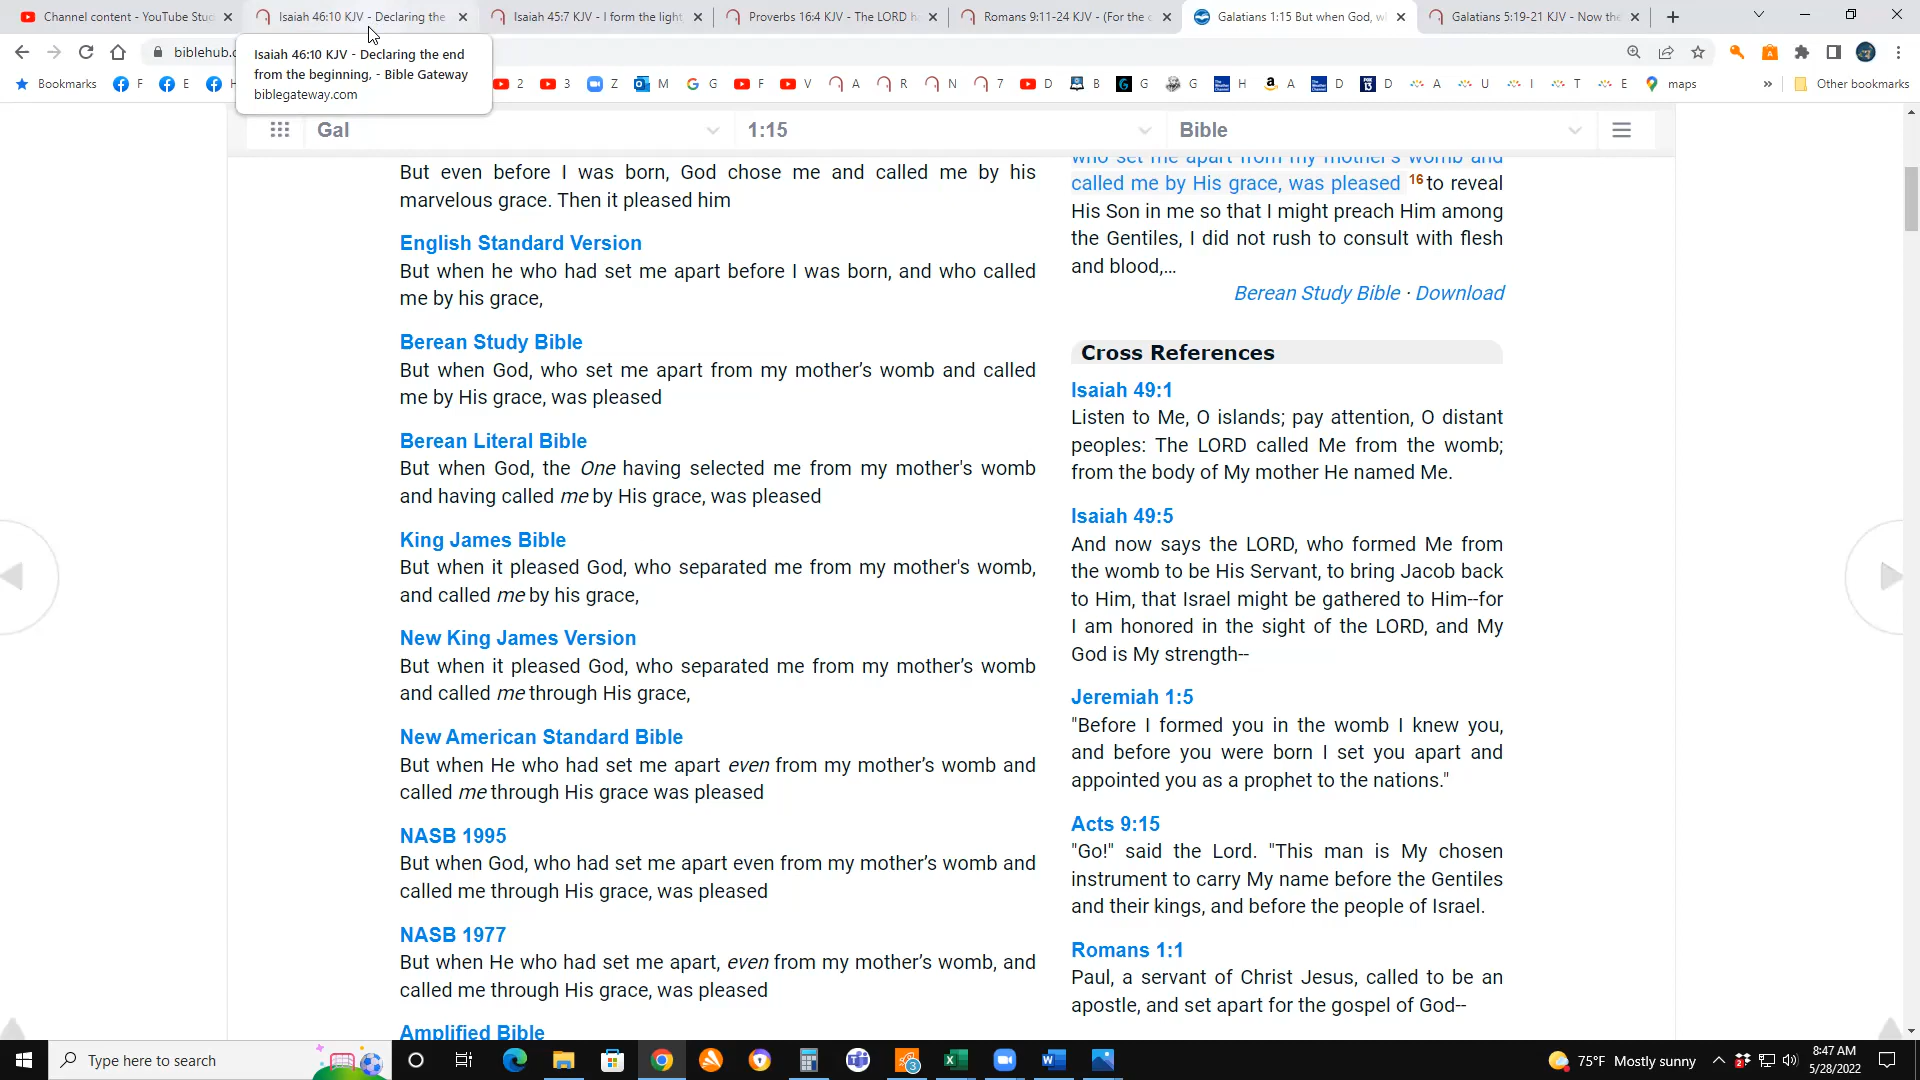 Channel content - YouTube Stu
Isaiah 46:10 KJV - Declaring the
Isaiah 45:7 KJV - I form the light,
Proverbs 16:4 KJV - The LORD h
Romans 9:11-24 KJV - (For the c
Galatians 1:15 But when God, w
Galatians 5:19-21 KJV - Now the
biblehub.c
Isaiah 46:10 KJV - Declaring the end
from the beginning, - Bible Gateway
biblegateway.com
Bookmarks F E 2 3 Z M G F V A R N 7 D B G G H A D D A U I T E maps » Other bookmarks
Gal 1:15 Bible
But even before I was born, God chose me and called me by his
marvelous grace. Then it pleased him
English Standard Version
But when he who had set me apart before I was born, and who called
me by his grace,
Berean Study Bible
But when God, who set me apart from my mother’s womb and called
me by His grace, was pleased
Berean Literal Bible
But when God, the One having selected me from my mother's womb
and having called me by His grace, was pleased
King James Bible
But when it pleased God, who separated me from my mother's womb,
and called me by his grace,
New King James Version
But when it pleased God, who separated me from my mother’s womb
and called me through His grace,
New American Standard Bible
But when He who had set me apart even from my mother’s womb and
called me through His grace was pleased
NASB 1995
But when God, who had set me apart even from my mother’s womb and
called me through His grace, was pleased
NASB 1977
But when He who had set me apart, even from my mother’s womb, and
called me through His grace, was pleased
Amplified Bible
who set me apart from my mother's womb and
called me by His grace, was pleased 16 to reveal
His Son in me so that I might preach Him among
the Gentiles, I did not rush to consult with flesh
and blood,…
Berean Study Bible · Download
Cross References
Isaiah 49:1
Listen to Me, O islands; pay attention, O distant
peoples: The LORD called Me from the womb;
from the body of My mother He named Me.
Isaiah 49:5
And now says the LORD, who formed Me from
the womb to be His Servant, to bring Jacob back
to Him, that Israel might be gathered to Him--for
I am honored in the sight of the LORD, and My
God is My strength--
Jeremiah 1:5
"Before I formed you in the womb I knew you,
and before you were born I set you apart and
appointed you as a prophet to the nations."
Acts 9:15
"Go!" said the Lord. "This man is My chosen
instrument to carry My name before the Gentiles
and their kings, and before the people of Israel.
Romans 1:1
Paul, a servant of Christ Jesus, called to be an
apostle, and set apart for the gospel of God--
Type here to search
3
75°F Mostly sunny
8:47 AM
5/28/2022